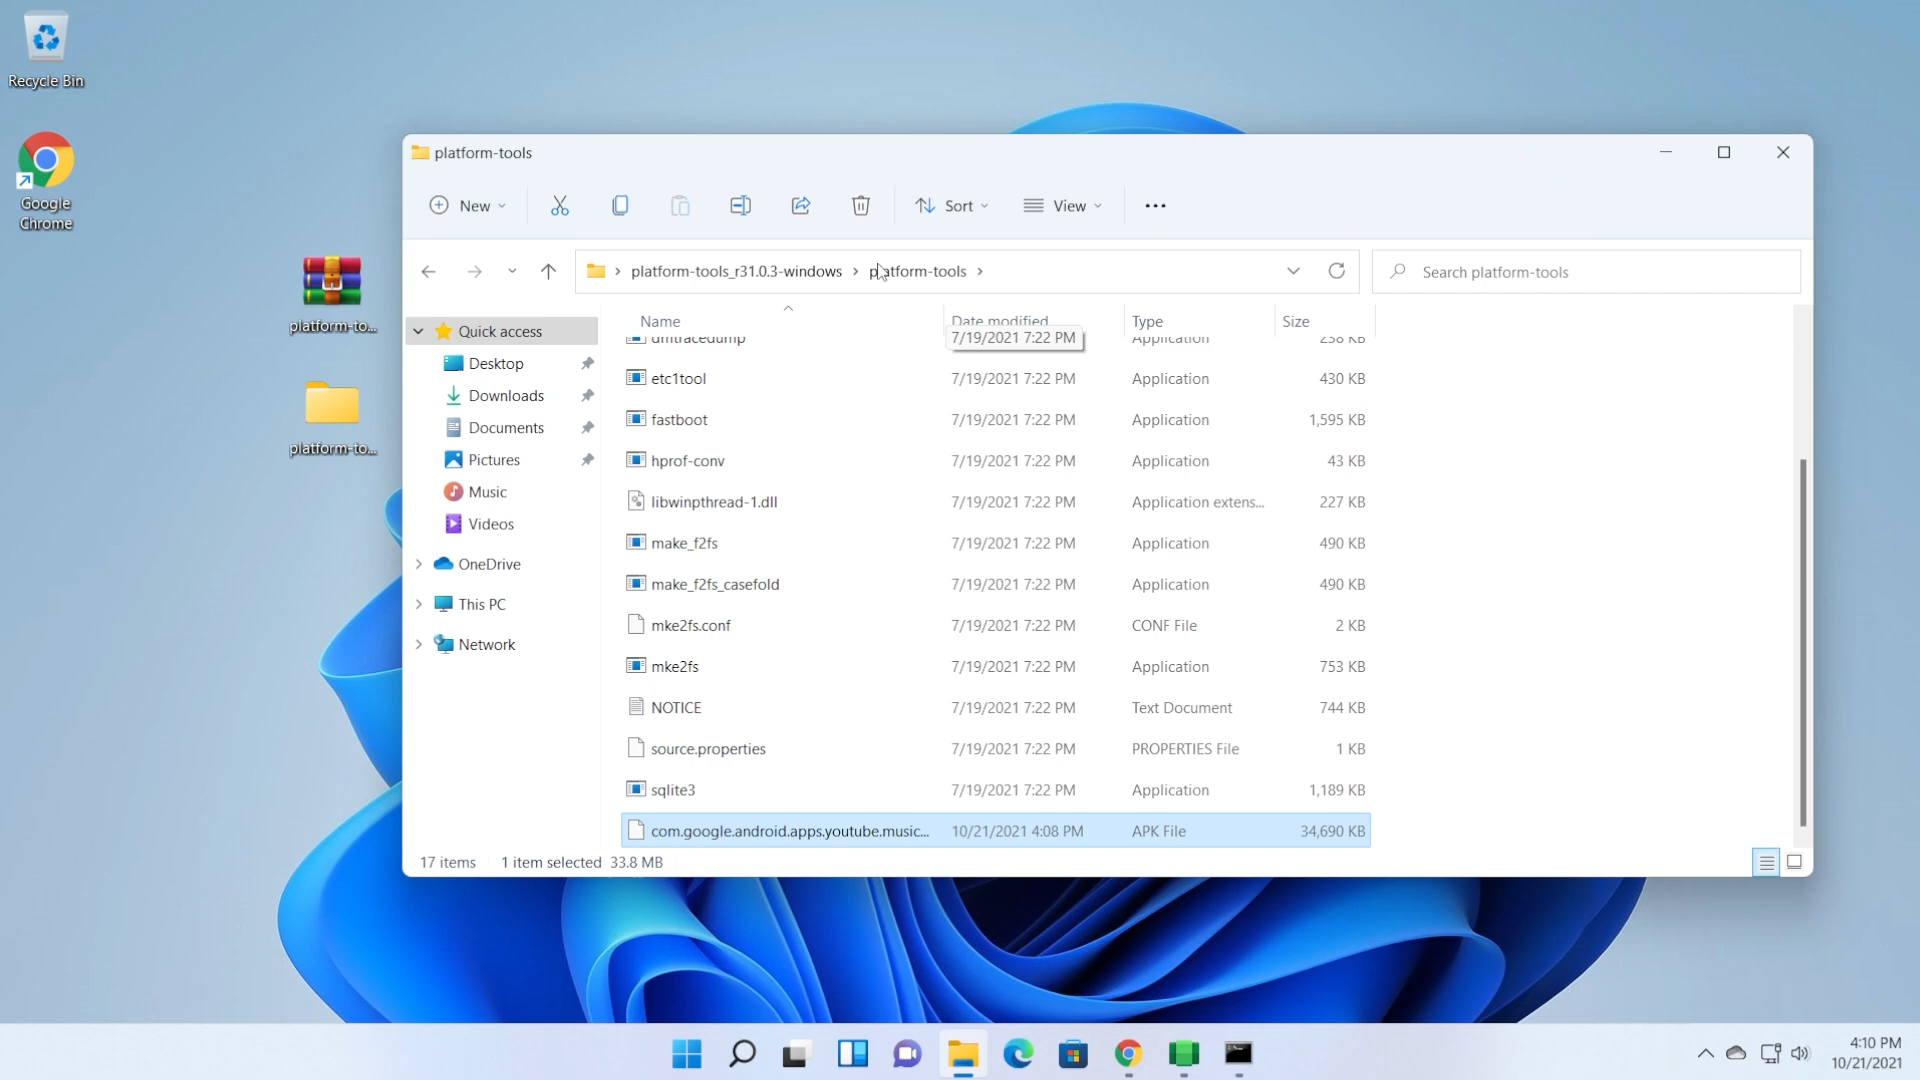 Recycle Bin
Google
Chrome
platform-to...
platform-to...
platform-tools
New
Sort
View
platform-tools_r31.0.3-windows
platform-tools
Search platform-tools
Quick access
Desktop
Downloads
Documents
Pictures
Music
Videos
OneDrive
This PC
Network
Name Date modified Type Size
dmtracedump 7/19/2021 7:22 PM Application 238 KB
etc1tool 7/19/2021 7:22 PM Application 430 KB
fastboot 7/19/2021 7:22 PM Application 1,595 KB
hprof-conv 7/19/2021 7:22 PM Application 43 KB
libwinpthread-1.dll 7/19/2021 7:22 PM Application extens... 227 KB
make_f2fs 7/19/2021 7:22 PM Application 490 KB
make_f2fs_casefold 7/19/2021 7:22 PM Application 490 KB
mke2fs.conf 7/19/2021 7:22 PM CONF File 2 KB
mke2fs 7/19/2021 7:22 PM Application 753 KB
NOTICE 7/19/2021 7:22 PM Text Document 744 KB
source.properties 7/19/2021 7:22 PM PROPERTIES File 1 KB
sqlite3 7/19/2021 7:22 PM Application 1,189 KB
com.google.android.apps.youtube.music... 10/21/2021 4:08 PM APK File 34,690 KB
17 items 1 item selected 33.8 MB
4:10 PM
10/21/2021